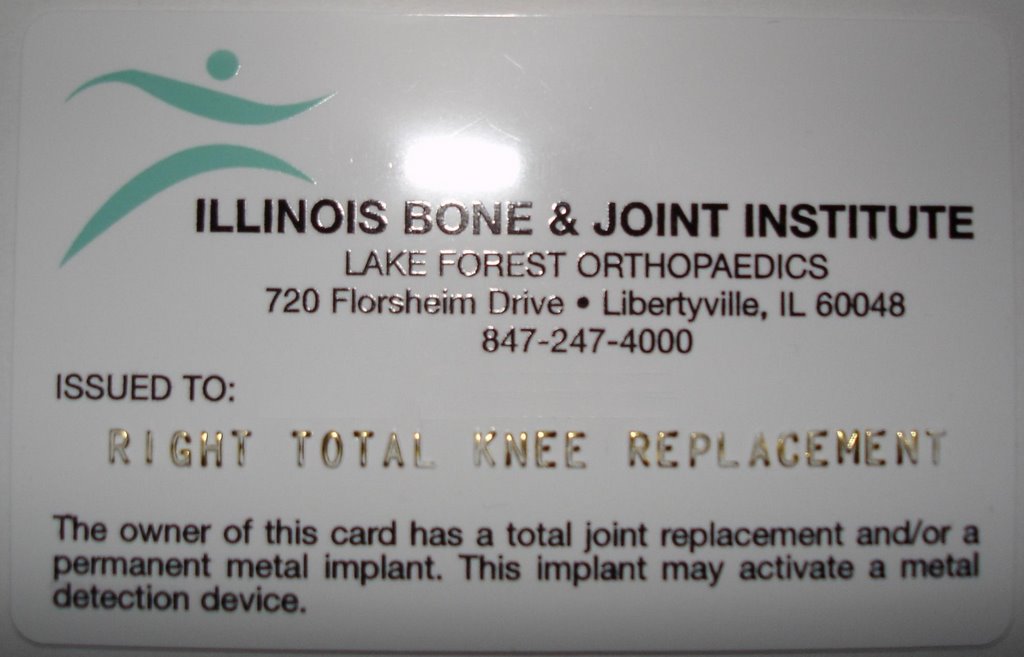 ILLINOIS BONE & JOINT INSTITUTE
LAKE FOREST ORTHOPAEDICS
720 Florsheim Drive • Libertyville, IL 60048
847-247-4000
ISSUED TO:
RIGHT TOTAL KNEE REPLACEMENT
The owner of this card has a total joint replacement and/or a
permanent metal implant. This implant may activate a metal
detection device.